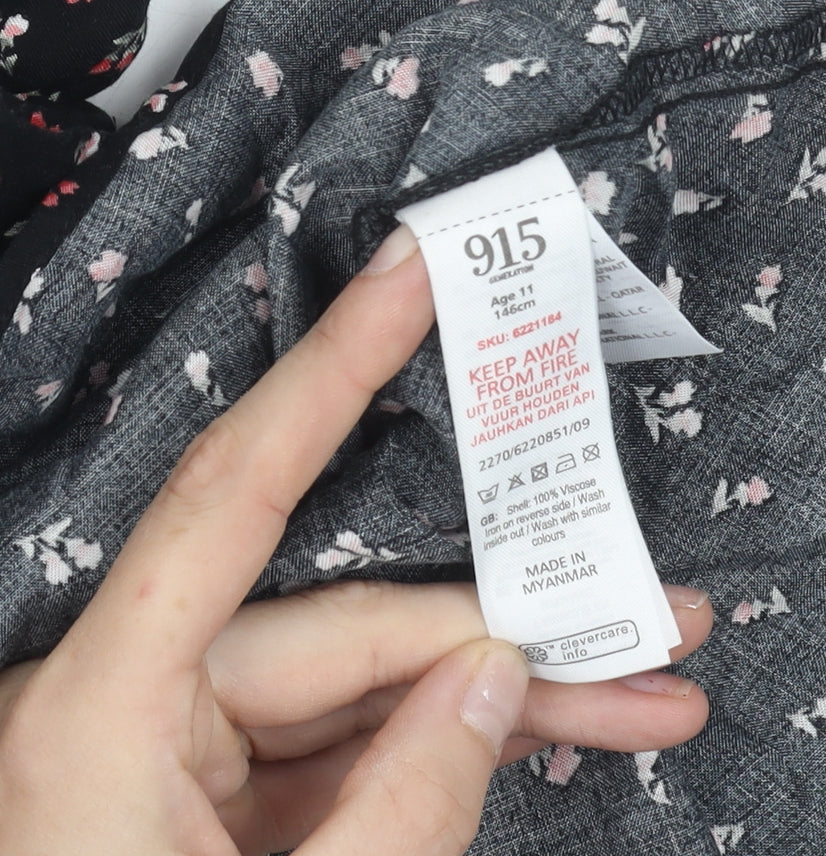 915
GENERATION
Age 11
146cm
SKU: 6221184
KEEP AWAY
FROM FIRE
UIT DE BUURT VAN
VUUR HOUDEN
JAUHKAN DARI API
2270/6220851/09
GB: Shell: 100% Viscose
Iron on reverse side / Wash
inside out / Wash with similar
colours
MADE IN
MYANMAR
™ clevercare.
info
QATAR
L.L.C-